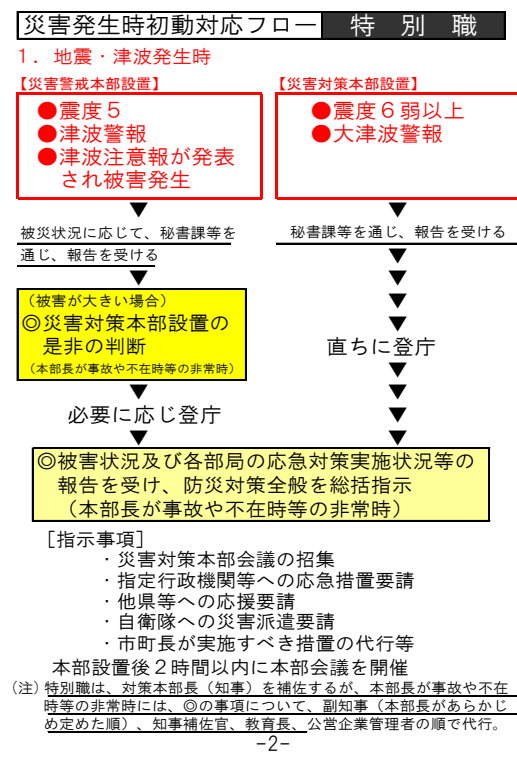 災害発生時初動対応フロー 特 別 職
1．地震・津波発生時
【災害警戒本部設置】
●震度５
●津波警報
●津波注意報が発表
され被害発生
▼
被災状況に応じて、秘書課等を
通じ、報告を受ける
▼
（被害が大きい場合）
◎災害対策本部設置の
是非の判断
（本部長が事故や不在時等の非常時）
▼
必要に応じ登庁
▼
【災害対策本部設置】
●震度６弱以上
●大津波警報
▼
秘書課等を通じ、報告を受ける
▼
▼
▼
▼
直ちに登庁
▼
▼
▼
▼
◎被害状況及び各部局の応急対策実施状況等の
報告を受け、防災対策全般を総括指示
（本部長が事故や不在時等の非常時）
［指示事項］
・災害対策本部会議の招集
・指定行政機関等への応急措置要請
・他県等への応援要請
・自衛隊への災害派遣要請
・市町長が実施すべき措置の代行等
本部設置後２時間以内に本部会議を開催
（注）特別職は、対策本部長（知事）を補佐するが、本部長が事故や不在
時等の非常時には、◎の事項について、副知事（本部長があらかじ
め定めた順）、知事補佐官、教育長、公営企業管理者の順で代行。
-2-